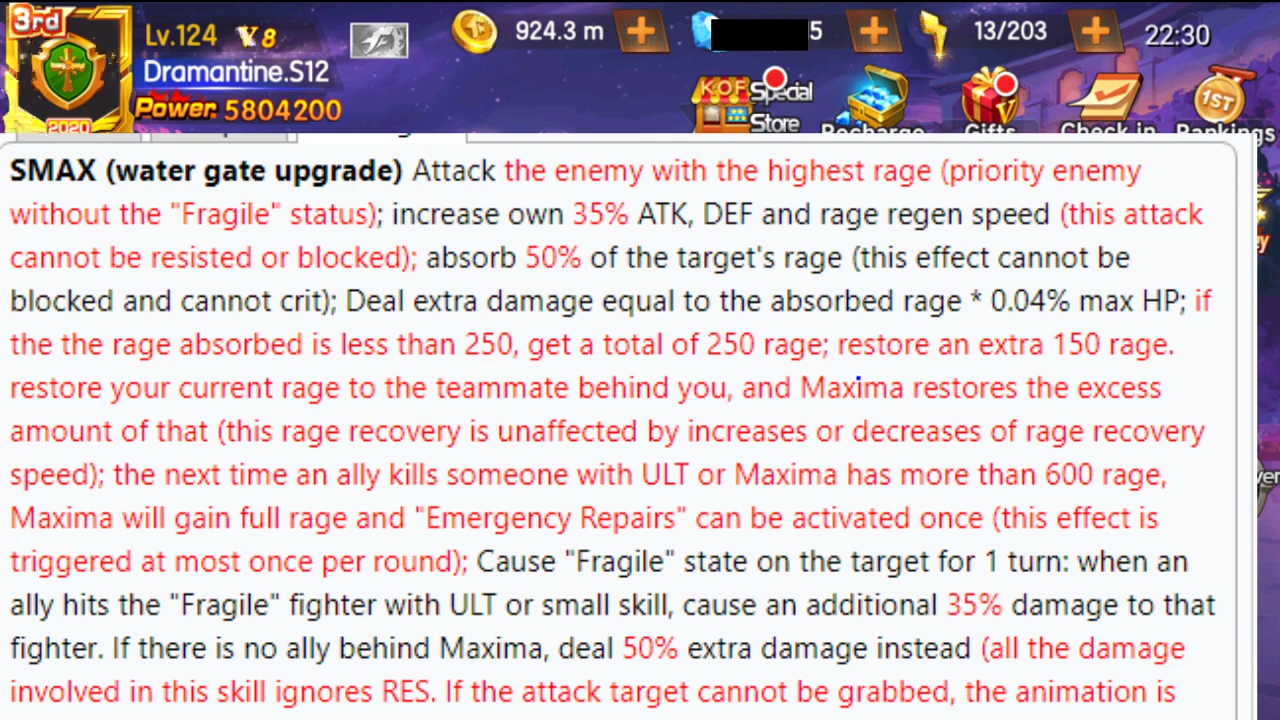 3rd
Lv.124 V8
924.3 m
5
13/203
22:30
Dramantine.S12
Power: 5804200
2020
KOF Special
Store
Recharge
Gifts
Check in
1ST
Rankings
SMAX (water gate upgrade) Attack the enemy with the highest rage (priority enemy
without the "Fragile" status); increase own 35% ATK, DEF and rage regen speed (this attack
cannot be resisted or blocked); absorb 50% of the target's rage (this effect cannot be
blocked and cannot crit); Deal extra damage equal to the absorbed rage * 0.04% max HP; if
the the rage absorbed is less than 250, get a total of 250 rage; restore an extra 150 rage.
restore your current rage to the teammate behind you, and Maxima restores the excess
amount of that (this rage recovery is unaffected by increases or decreases of rage recovery
speed); the next time an ally kills someone with ULT or Maxima has more than 600 rage,
Maxima will gain full rage and "Emergency Repairs" can be activated once (this effect is
triggered at most once per round); Cause "Fragile" state on the target for 1 turn: when an
ally hits the "Fragile" fighter with ULT or small skill, cause an additional 35% damage to that
fighter. If there is no ally behind Maxima, deal 50% extra damage instead (all the damage
involved in this skill ignores RES. If the attack target cannot be grabbed, the animation is